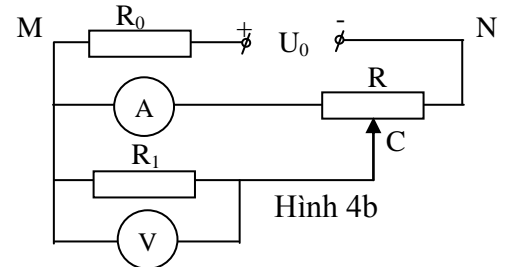 M R₀ + U₀ - N
A R
C
R₁
Hình 4b
V